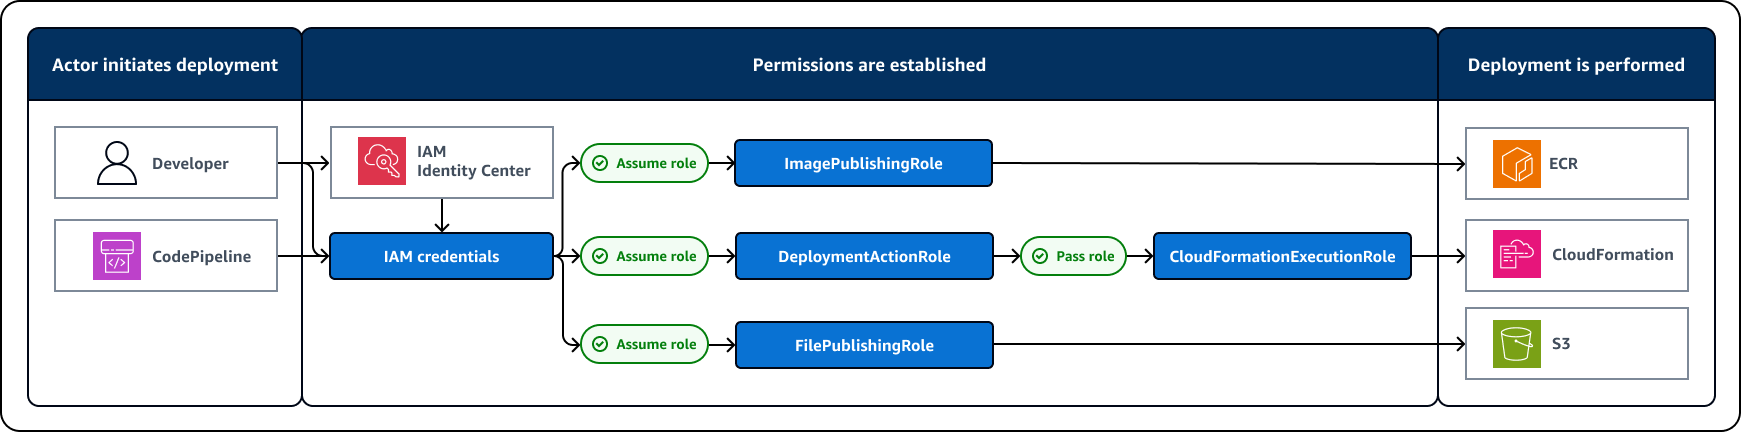 Actor initiates deployment
Permissions are established
Deployment is performed
Developer
IAM
Identity Center
Assume role
ImagePublishingRole
ECR
CodePipeline
IAM credentials
Assume role
DeploymentActionRole
Pass role
CloudFormationExecutionRole
CloudFormation
Assume role
FilePublishingRole
S3